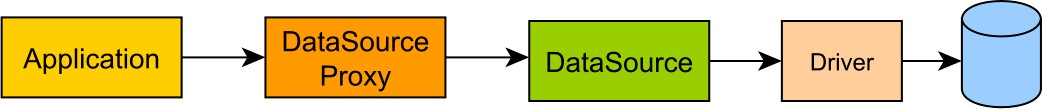 Application
DataSource
Proxy
DataSource
Driver